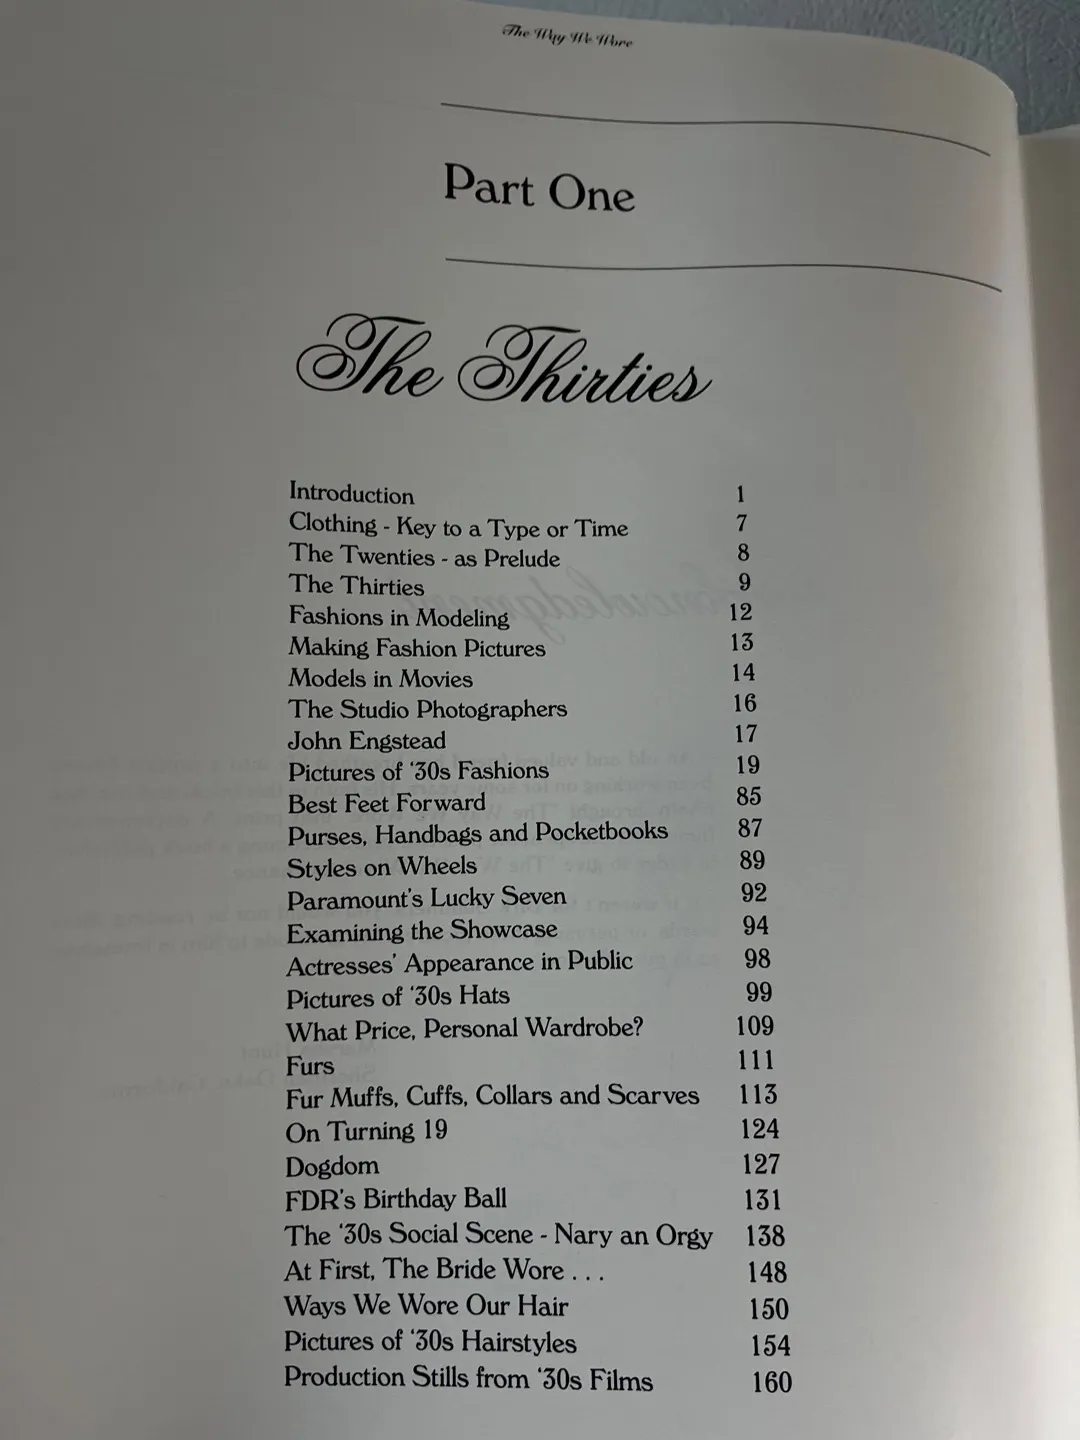 The Way We Wore
Part One
The Thirties
Introduction 1
Clothing - Key to a Type or Time 7
The Twenties - as Prelude 8
The Thirties 9
Fashions in Modeling 12
Making Fashion Pictures 13
Models in Movies 14
The Studio Photographers 16
John Engstead 17
Pictures of ‘30s Fashions 19
Best Feet Forward 85
Purses, Handbags and Pocketbooks 87
Styles on Wheels 89
Paramount's Lucky Seven 92
Examining the Showcase 94
Actresses' Appearance in Public 98
Pictures of ‘30s Hats 99
What Price, Personal Wardrobe? 109
Furs 111
Fur Muffs, Cuffs, Collars and Scarves 113
On Turning 19 124
Dogdom 127
FDR's Birthday Ball 131
The ‘30s Social Scene - Nary an Orgy 138
At First, The Bride Wore . . . 148
Ways We Wore Our Hair 150
Pictures of ‘30s Hairstyles 154
Production Stills from ‘30s Films 160